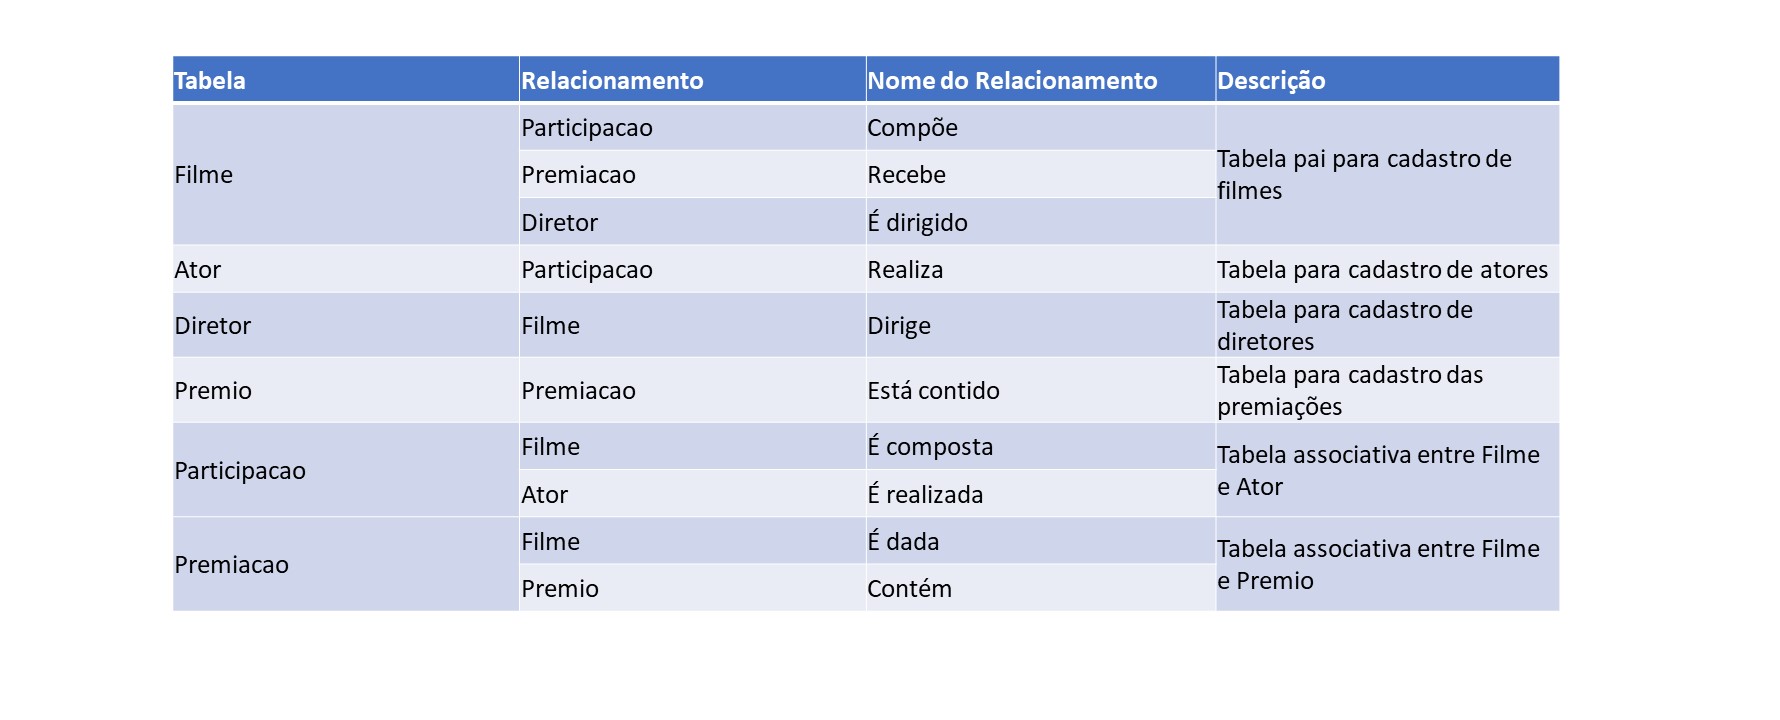 Tabela Relacionamento Nome do Relacionamento Descrição
Filme
Participacao Compõe
Premiacao Recebe
Diretor É dirigido
Tabela pai para cadastro de
filmes
Ator Participacao Realiza Tabela para cadastro de atores
Diretor Filme Dirige
Tabela para cadastro de
diretores
Premio Premiacao Está contido
Tabela para cadastro das
premiações
Participacao
Filme É composta
Ator É realizada
Tabela associativa entre Filme
e Ator
Premiacao
Filme É dada
Premio Contém
Tabela associativa entre Filme
e Premio